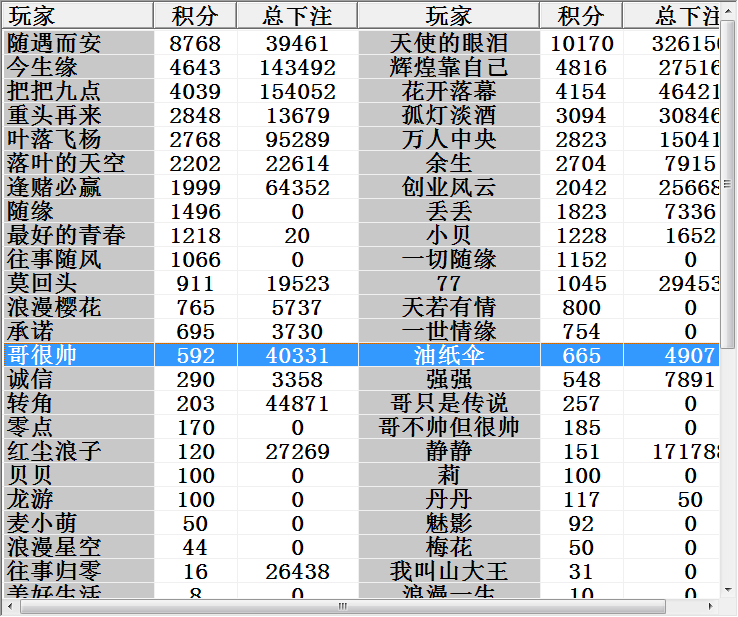 玩家 积分 总下注 玩家 积分 总下注
随遇而安 8768 39461 天使的眼泪 10170 326156
今生缘 4643 143492 辉煌靠自己 4816 27516
把把九点 4039 154052 花开落幕 4154 46421
重头再来 2848 13679 孤灯淡酒 3094 30846
叶落飞杨 2768 95289 万人中央 2823 15041
落叶的天空 2202 22614 余生 2704 7915
逢赌必赢 1999 64352 创业风云 2042 25668
随缘 1496 0 丢丢 1823 7336
最好的青春 1218 20 小贝 1228 1652
往事随风 1066 0 一切随缘 1152 0
莫回头 911 19523 77 1045 29453
浪漫樱花 765 5737 天若有情 800 0
承诺 695 3730 一世情缘 754 0
哥很帅 592 40331 油纸伞 665 4907
诚信 290 3358 强强 548 7891
转角 203 44871 哥只是传说 257 0
零点 170 0 哥不帅但很帅 185 0
红尘浪子 120 27269 静静 151 171788
贝贝 100 0 莉 100 0
龙游 100 0 丹丹 117 50
麦小萌 50 0 魅影 92 0
浪漫星空 44 0 梅花 50 0
往事归零 16 26438 我叫山大王 31 0
美好生活 8 0 浪漫一生 10 0